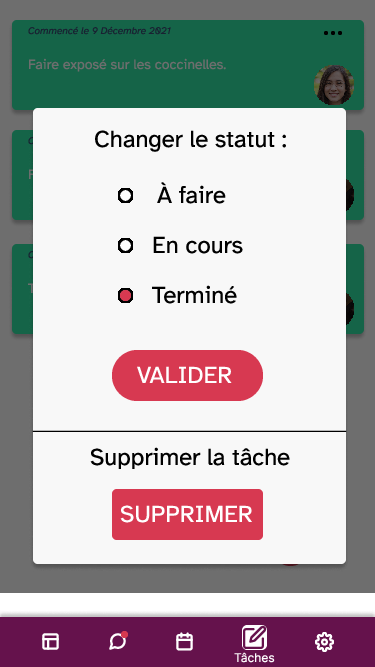 Commencé le 9 Décembre 2021
Faire exposé sur les coccinelles.
Changer le statut :
À faire
En cours
Terminé
VALIDER
Supprimer la tâche
SUPPRIMER
Tâches